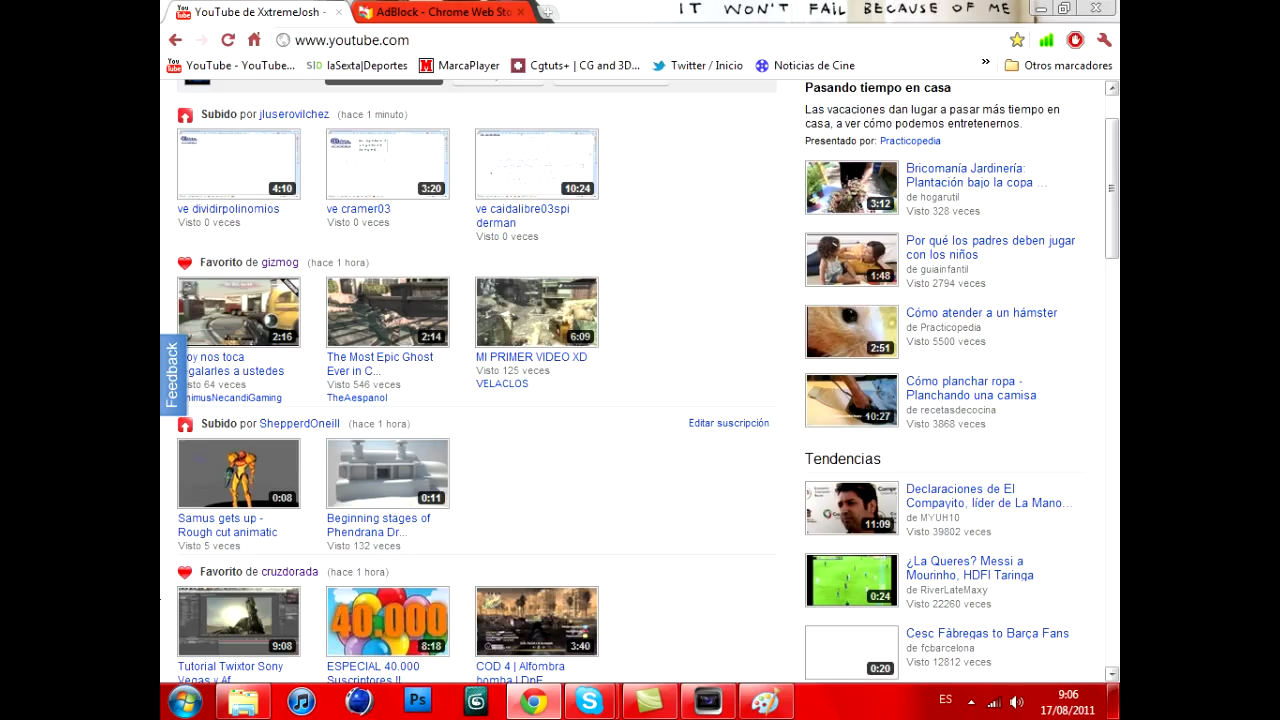 YouTube de XxtremeJosh -
AdBlock - Chrome Web Sto
IT WON'T FAIL BECAUSE OF ME
www.youtube.com
YouTube - YouTube...
SID laSexta|Deportes
MarcaPlayer
Cgtuts+ | CG and 3D...
Twitter / Inicio
Noticias de Cine
»
Otros marcadores
Subido por jluserovilchez (hace 1 minuto)
4:10
3:20
10:24
ve dividirpolinomios
Visto 0 veces
ve cramer03
Visto 0 veces
ve caidalibre03spi
derman
Visto 0 veces
Favorito de gizmog (hace 1 hora)
2:16
2:14
6:09
oy nos toca
galarles a ustedes
sto 64 veces
nimusNecandiGaming
The Most Epic Ghost
Ever in C...
Visto 546 veces
TheAespanol
MI PRIMER VIDEO XD
Visto 125 veces
VELACLOS
Feedback
Subido por ShepperdOneill (hace 1 hora)
Editar suscripción
0:08
0:11
Samus gets up -
Rough cut animatic
Visto 5 veces
Beginning stages of
Phendrana Dr...
Visto 132 veces
Favorito de cruzdorada (hace 1 hora)
9:08
40.000
8:18
3:40
Tutorial Twixtor Sony
Vegas y Af
ESPECIAL 40.000
Suscriptores !!
COD 4 | Alfombra
bomba | DnE
Pasando tiempo en casa
Las vacaciones dan lugar a pasar más tiempo en
casa, a ver cómo podemos entretenernos.
Presentado por: Practicopedia
3:12
Bricomanía Jardinería:
Plantación bajo la copa ...
de hogarutil
Visto 328 veces
1:48
Por qué los padres deben jugar
con los niños
de guiainfantil
Visto 2794 veces
2:51
Cómo atender a un hámster
de Practicopedia
Visto 5500 veces
10:27
Cómo planchar ropa -
Planchando una camisa
de recetasdecocina
Visto 3868 veces
Tendencias
11:09
Declaraciones de El
Compayito, líder de La Mano...
de MYUH10
Visto 39802 veces
0:24
¿La Queres? Messi a
Mourinho, HDFI Taringa
de RiverLateMaxy
Visto 22260 veces
0:20
Cesc Fàbregas to Barça Fans
de fcbarcelona
Visto 12812 veces
Ps
ES
9:06
17/08/2011